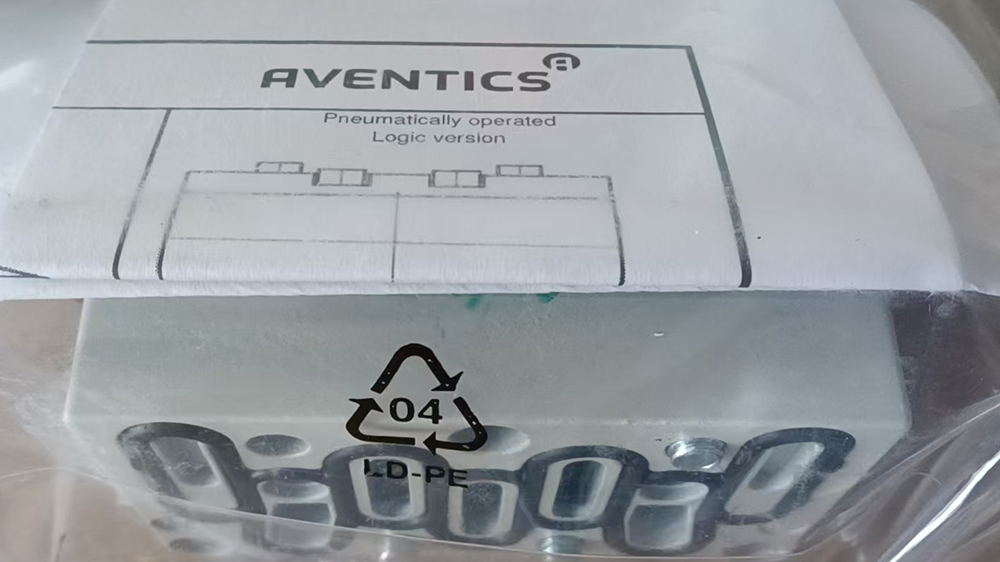 AVENTICS
Pneumatically operated
Logic version
04
LD-PE